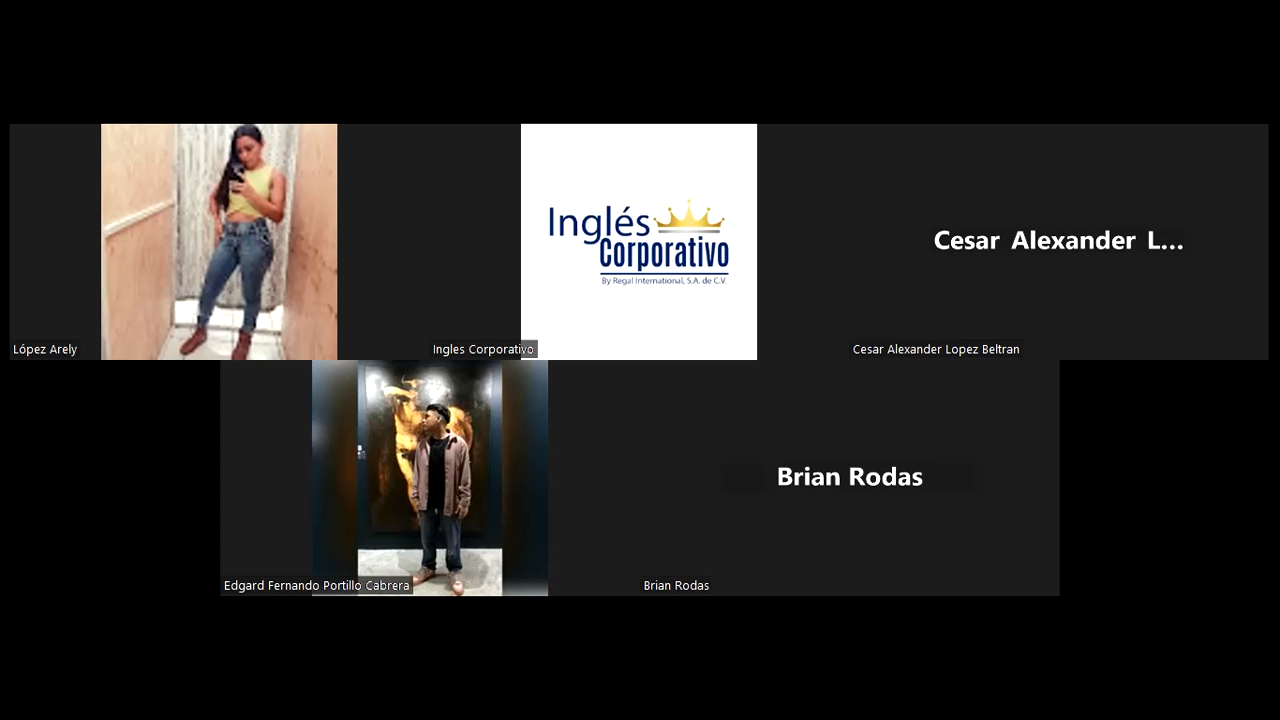 Inglés
Corporativo
By Regal International, S.A. de C.V.
Cesar Alexander L...
López Arely
Ingles Corporativo
Cesar Alexander Lopez Beltran
Brian Rodas
Edgard Fernando Portillo Cabrera
Brian Rodas